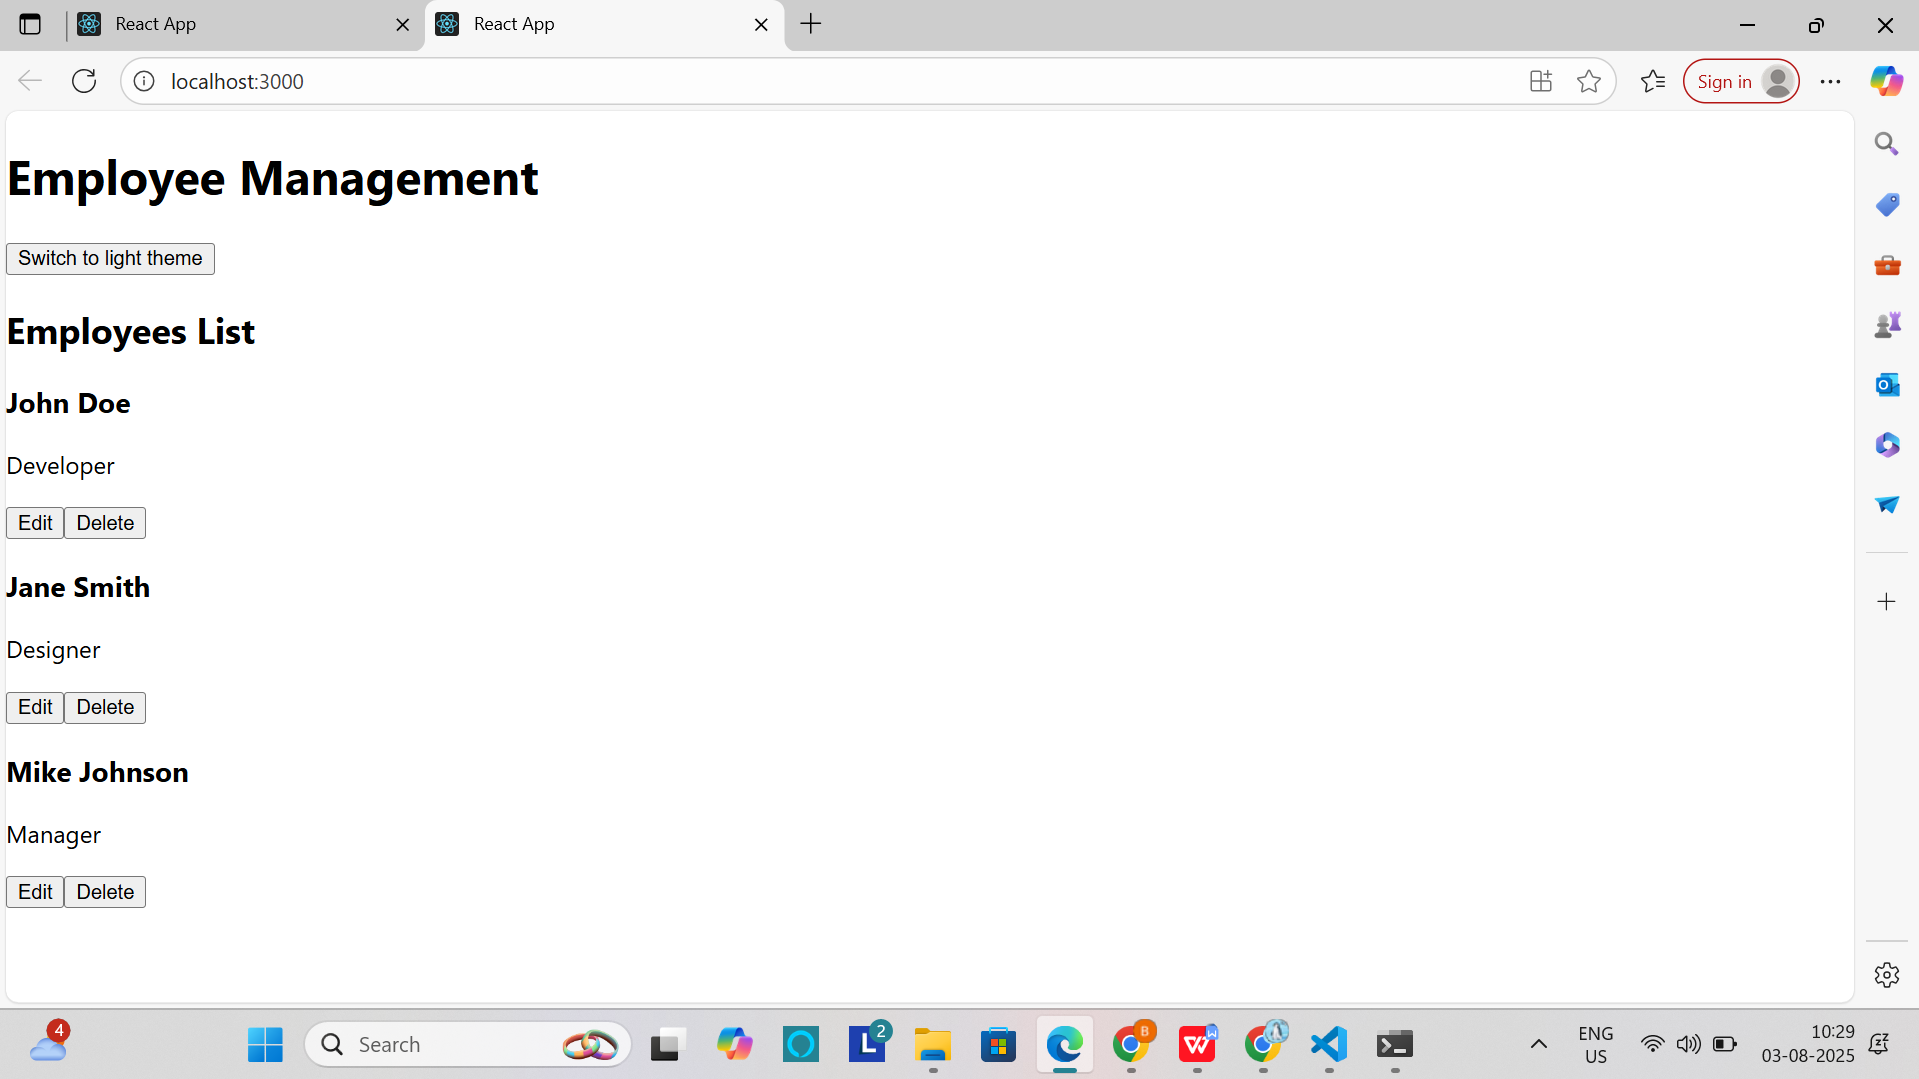 React App
React App
localhost:3000
Sign in
Employee Management
Switch to light theme
Employees List
John Doe
Developer
Edit Delete
Jane Smith
Designer
Edit Delete
Mike Johnson
Manager
Edit Delete
4
Search
L 2
B
W
W
ENG
US
10:29
03-08-2025